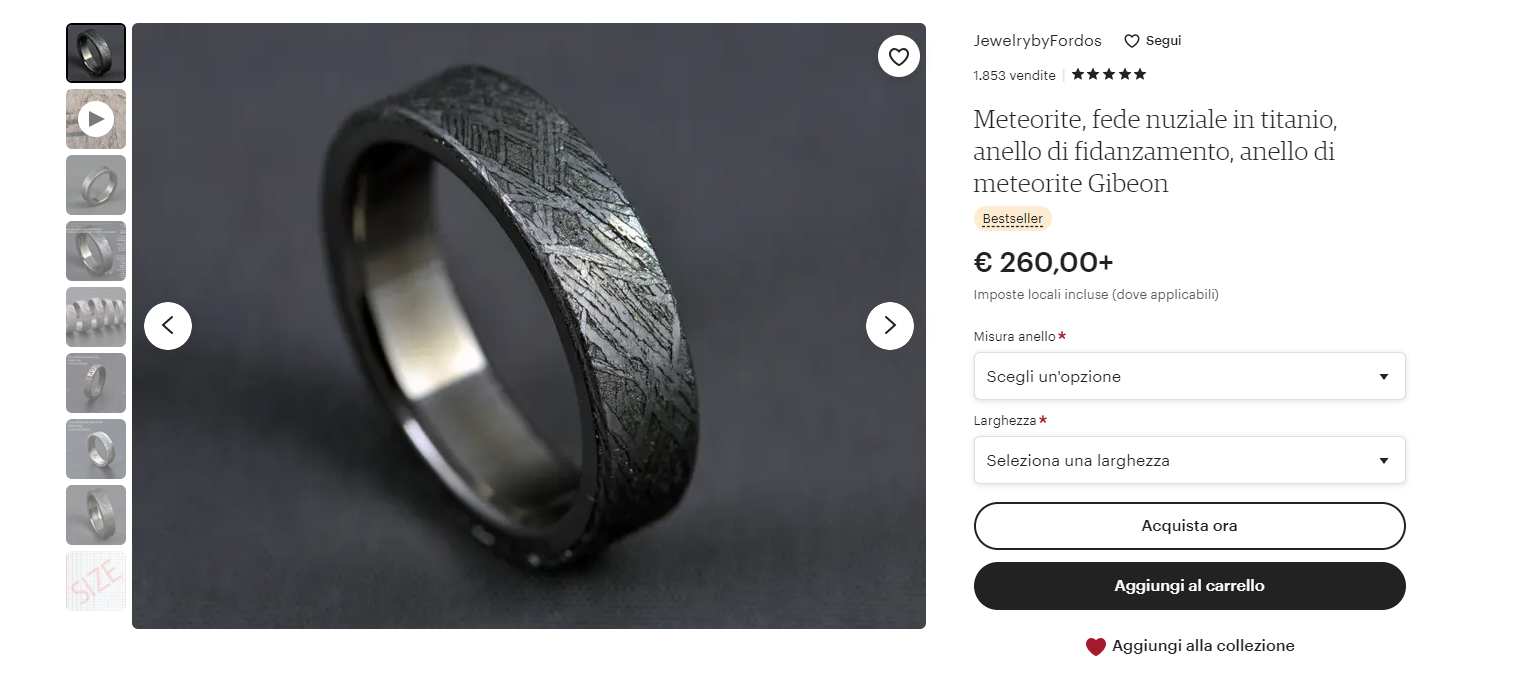 JewelrybyFordos
Segui
1.853 vendite
Meteorite, fede nuziale in titanio,
anello di fidanzamento, anello di
meteorite Gibeon
Bestseller
€ 260,00+
Imposte locali incluse (dove applicabili)
Misura anello*
Scegli un'opzione
Larghezza*
Seleziona una larghezza
Acquista ora
Aggiungi al carrello
Aggiungi alla collezione
SIZE